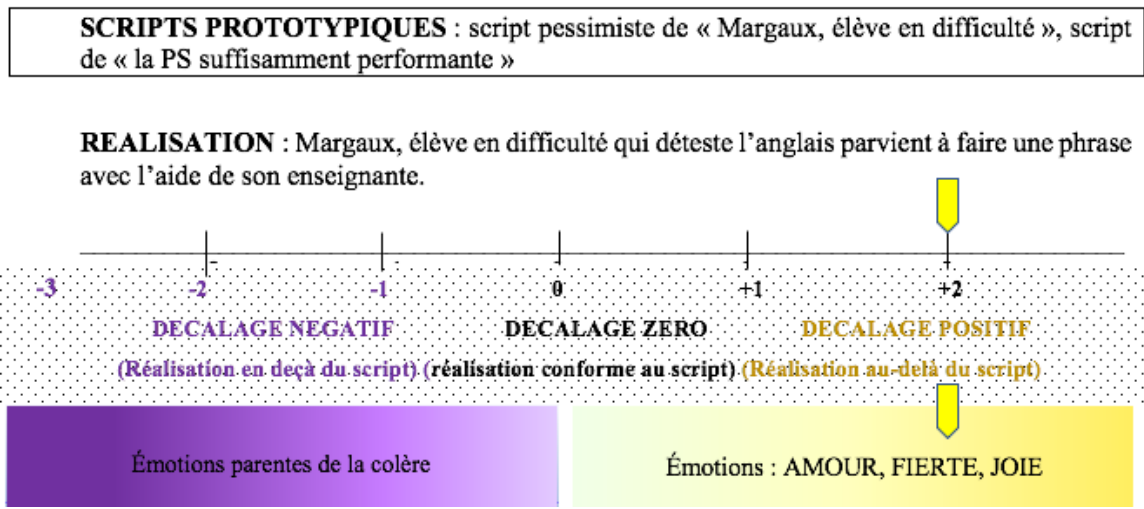 SCRIPTS PROTOTYPIQUES : script pessimiste de « Margaux, élève en difficulté », script
de « la PS suffisamment performante »
REALISATION : Margaux, élève en difficulté qui déteste l'anglais parvient à faire une phrase
avec l'aide de son enseignante.
-3 -2 -1 0 +1 +2
DECALAGE NEGATIF DECALAGE ZERO DECALAGE POSITIF
(Réalisation en deçà du script) (réalisation conforme au script) (Réalisation au-delà du script)
Émotions parentes de la colère Émotions : AMOUR, FIERTE, JOIE